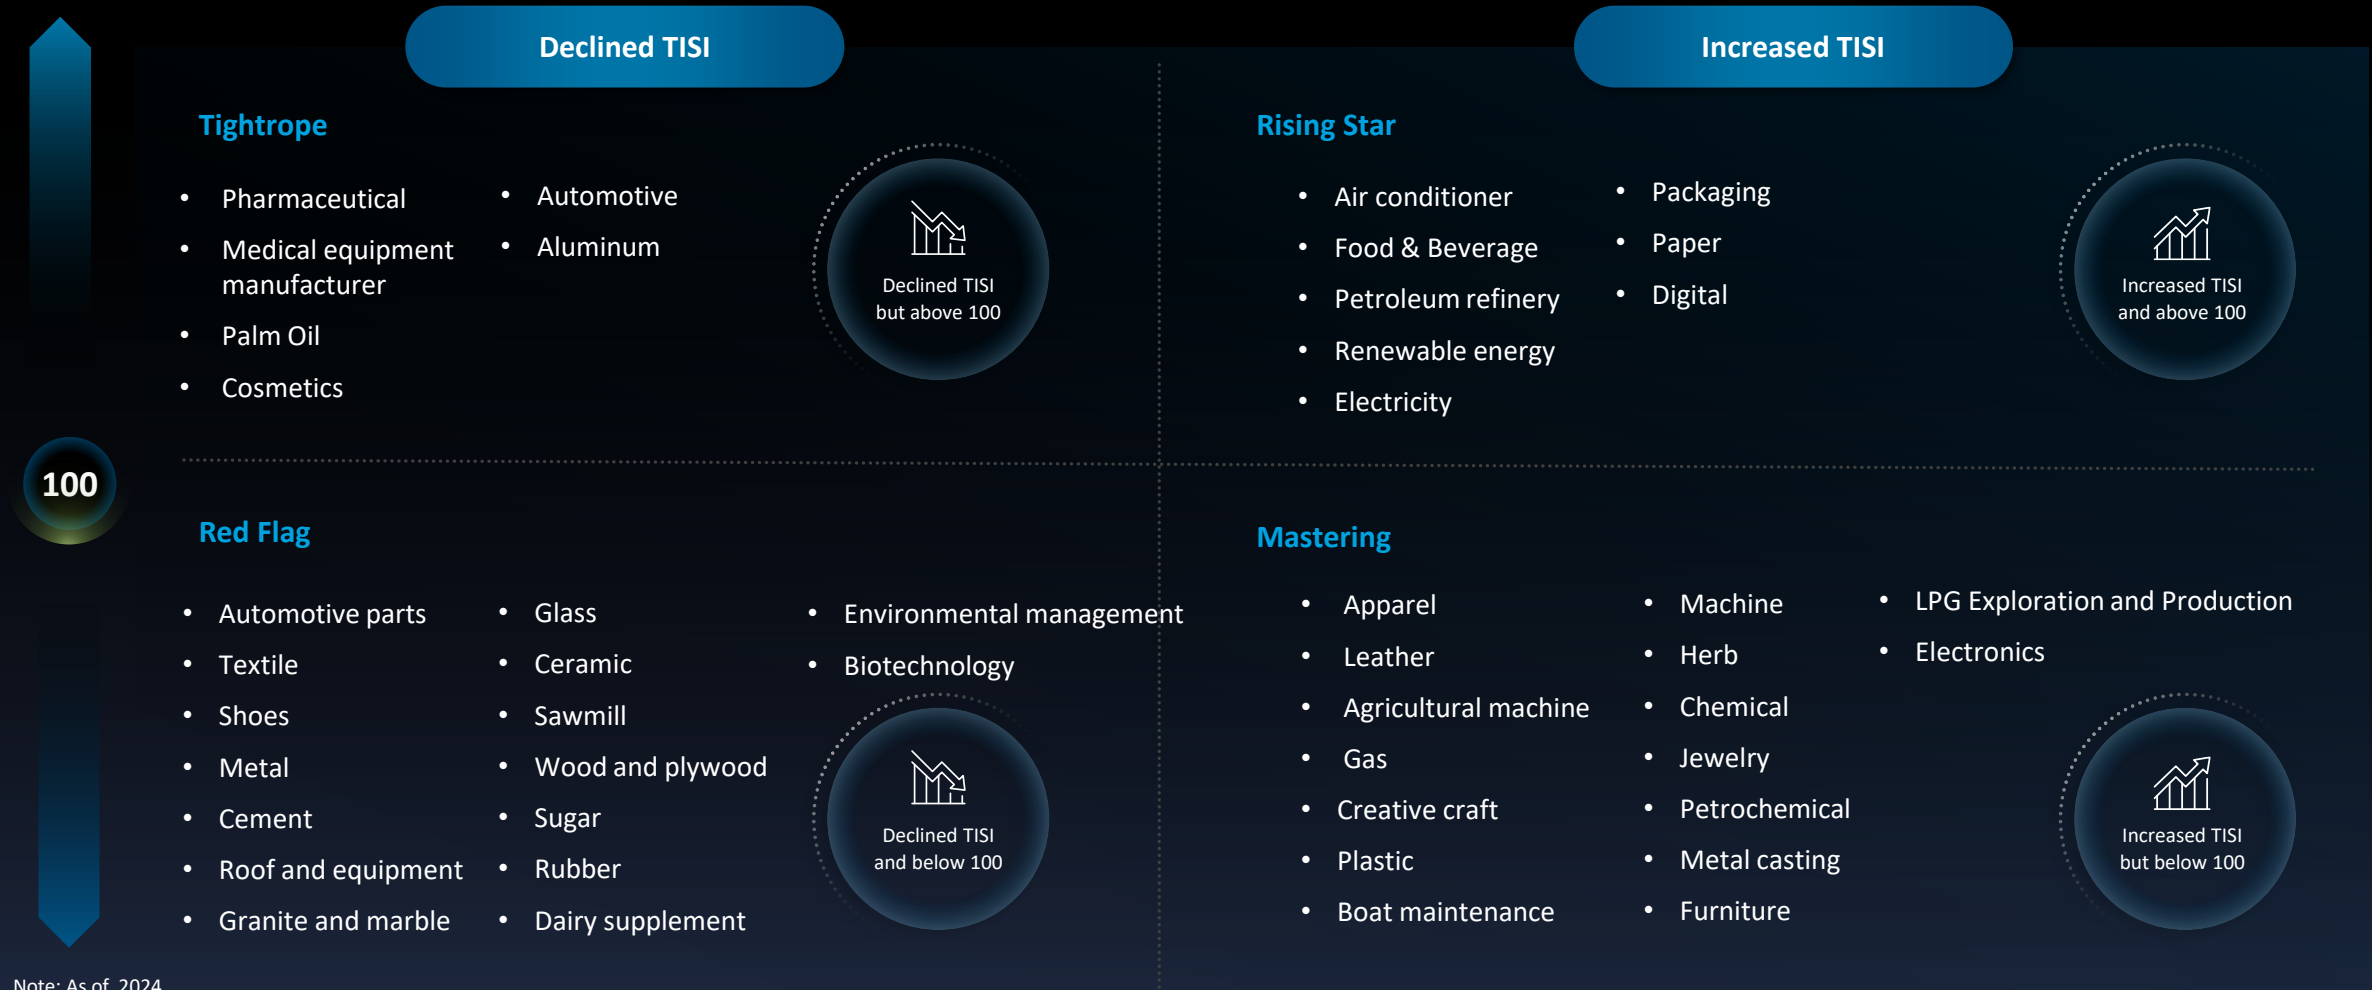 Declined TISI
Increased TISI
Tightrope
• Pharmaceutical
• Medical equipment
manufacturer
• Palm Oil
• Cosmetics
• Automotive
• Aluminum
Declined TISI
but above 100
Rising Star
• Air conditioner
• Food & Beverage
• Petroleum refinery
• Renewable energy
• Electricity
• Packaging
• Paper
• Digital
Increased TISI
and above 100
100
Red Flag
• Automotive parts
• Textile
• Shoes
• Metal
• Cement
• Roof and equipment
• Granite and marble
• Glass
• Ceramic
• Sawmill
• Wood and plywood
• Sugar
• Rubber
• Dairy supplement
• Environmental management
• Biotechnology
Declined TISI
and below 100
Mastering
• Apparel
• Leather
• Agricultural machine
• Gas
• Creative craft
• Plastic
• Boat maintenance
• Machine
• Herb
• Chemical
• Jewelry
• Petrochemical
• Metal casting
• Furniture
• LPG Exploration and Production
• Electronics
Increased TISI
but below 100
Note: As of 2024